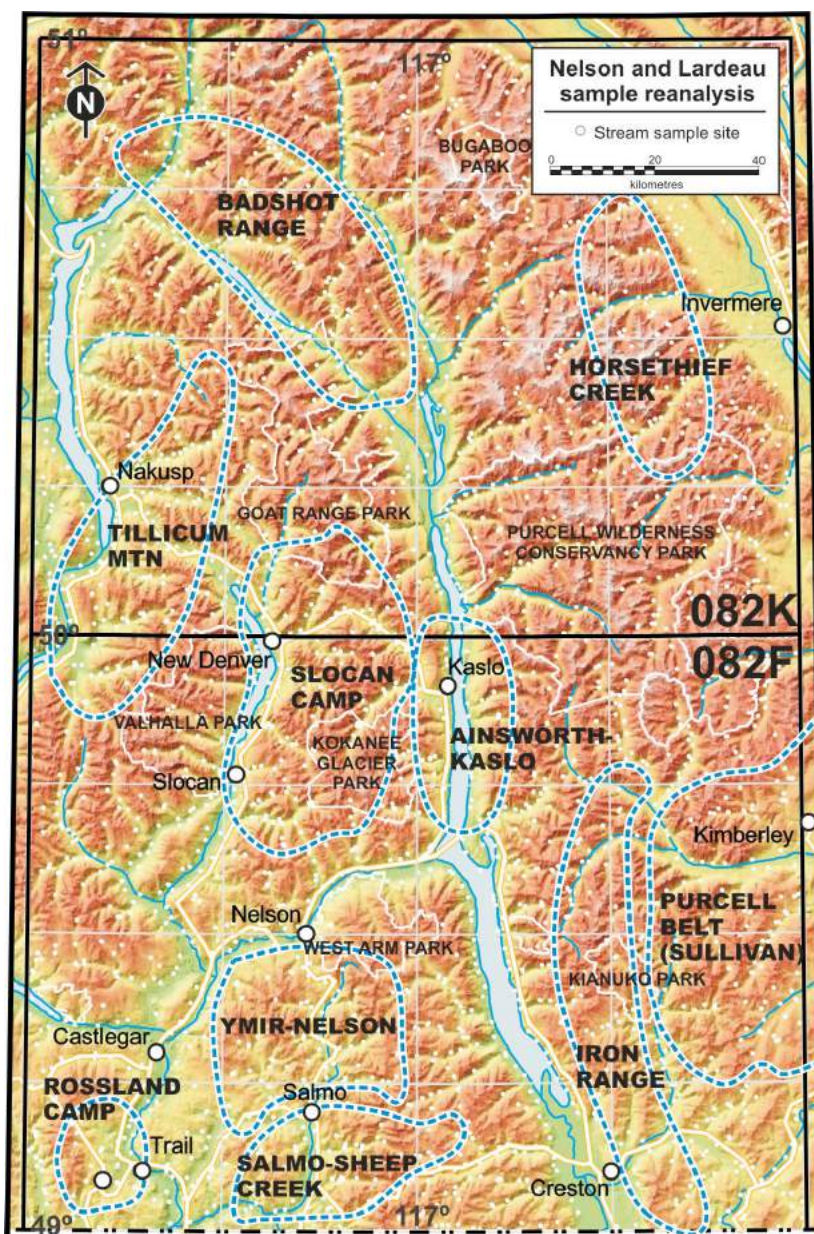 51°
117°
N
Nelson and Lardeau
sample reanalysis
Stream sample site
0 20 40
kilometres
BUGABOO
PARK
BADSHOT
RANGE
Invermere
HORSETHIEF
CREEK
Nakusp
GOAT RANGE PARK
TILLICUM
MTN
PURCELL WILDERNESS
CONSERVANCY PARK
082K
50°
082F
New Denver
SLOCAN
CAMP
Kaslo
VALHALLA PARK
KOKANEE
GLACIER
PARK
AINSWORTH-
KASLO
Slocan
Kimberley
PURCELL
BELT
(SULLIVAN)
Nelson
WEST ARM PARK
KIANUKO PARK
YMIR-NELSON
Castlegar
IRON
RANGE
ROSSLAND
CAMP
Salmo
Trail
SALMO-SHEEP
CREEK
Creston
49°
117°